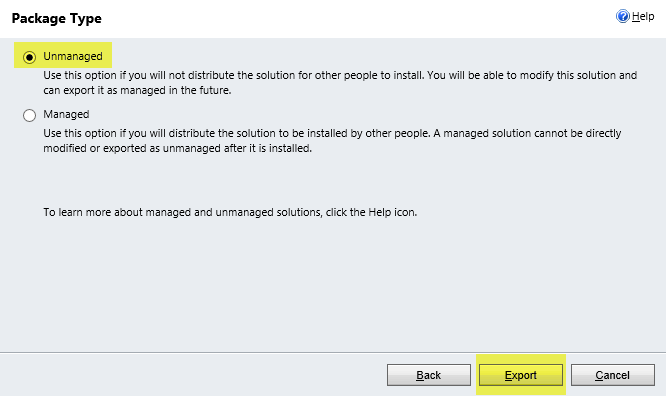 Package Type
Help
Unmanaged
Use this option if you will not distribute the solution for other people to install. You will be able to modify this solution and
can export it as managed in the future.
Managed
Use this option if you will distribute the solution to be installed by other people. A managed solution cannot be directly
modified or exported as unmanaged after it is installed.
To learn more about managed and unmanaged solutions, click the Help icon.
Back
Export
Cancel